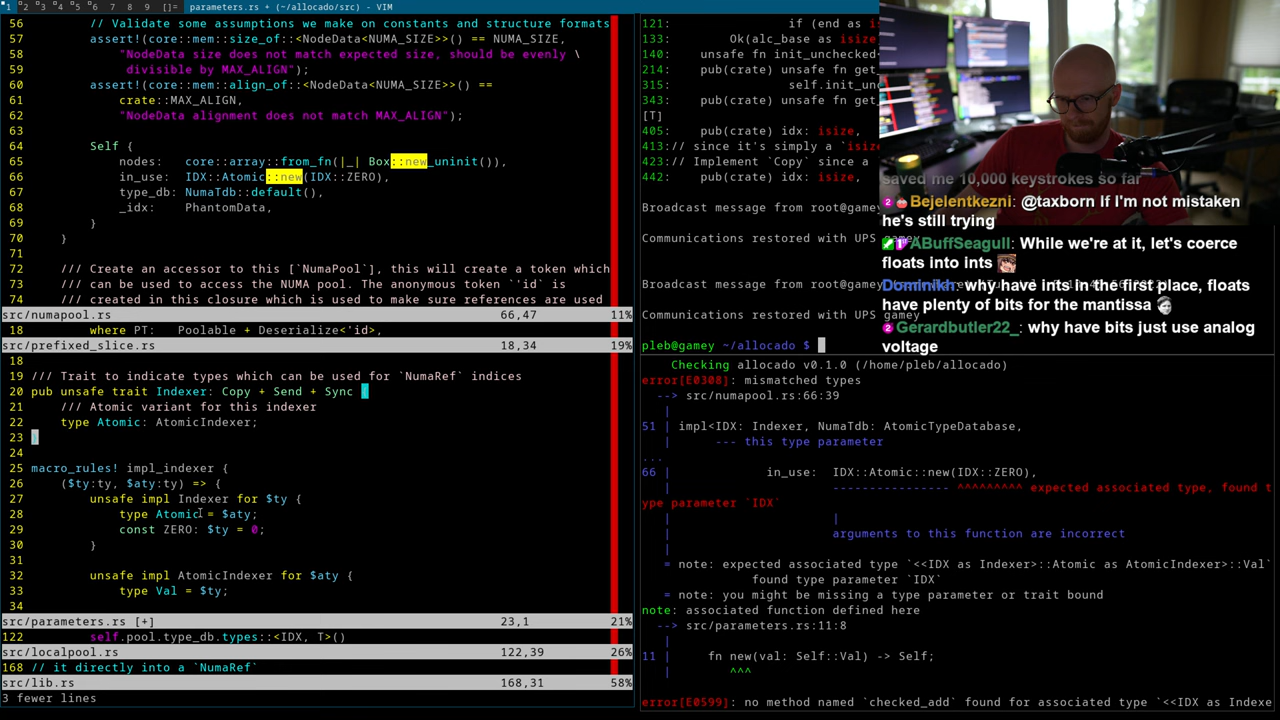 1 2 3 4 5 6 7 8 9 []= parameters.rs * (~/allocado/src) - VIM
56 // Validate some assumptions we make on constants and structure formats
57 assert!(core::mem::size_of::<NodeData<NUMA_SIZE>>() == NUMA_SIZE,
58 "NodeData size does not match expected size, should be evenly \
59 divisible by MAX_ALIGN");
60 assert!(core::mem::align_of::<NodeData<NUMA_SIZE>>() ==
61 crate::MAX_ALIGN,
62 "NodeData alignment does not match MAX_ALIGN");
63
64 Self {
65 nodes: core::array::from_fn(|_| Box::new_uninit()),
66 in_use: IDX::Atomic::new(IDX::ZERO),
67 type_db: NumaTdb::default(),
68 _idx: PhantomData,
69 }
70 }
71
72 /// Create an accessor to this [`NumaPool`], this will create a token which
73 /// can be used to access the NUMA pool. The anonymous token `'id` is
74 /// created in this closure which is used to make sure references are used
src/numapool.rs 66,47 11%
18 where PT: Poolable + Deserialize<'id>,
src/prefixed_slice.rs 18,34 19%
18
19 /// Trait to indicate types which can be used for `NumaRef` indices
20 pub unsafe trait Indexer: Copy + Send + Sync {
21 /// Atomic variant for this indexer
22 type Atomic: AtomicIndexer;
23 }
24
25 macro_rules! impl_indexer {
26 ($ty:ty, $aty:ty) => {
27 unsafe impl Indexer for $ty {
28 type Atomic = $aty;
29 const ZERO: $ty = 0;
30 }
31
32 unsafe impl AtomicIndexer for $aty {
33 type Val = $ty;
34
src/parameters.rs [+] 23,1 21%
122 self.pool.type_db.types::<IDX, T>()
src/localpool.rs 122,39 26%
168 // it directly into a `NumaRef`
src/lib.rs 168,31 58%
3 fewer lines
121: if (end as is
133: Ok(alc_base as isize
140: unsafe fn init_unchecked
214: pub(crate) unsafe fn get_
315: self.init_unc
343: pub(crate) unsafe fn get_
[T]
405: pub(crate) idx: isize,
413:// since it's simply a `isize
423:// Implement `Copy` since a
442: pub(crate) idx: isize,
Broadcast message from root@gamey
Communications restored with UPS gamey
Broadcast message from root@gamey
Communications restored with UPS gamey
pleb@gamey ~/allocado $
saved me 10,000 keystrokes so far
Bejelentkezni: @taxborn If I'm not mistaken
he's still trying
ABuffSeagull: While we're at it, let's coerce
floats into ints
Dominikh: why have ints in the first place, floats
have plenty of bits for the mantissa
Gerardbutler22_: why have bits just use analog
voltage
Checking allocado v0.1.0 (/home/pleb/allocado)
error[E0308]: mismatched types
--> src/numapool.rs:66:39
|
51 | impl<IDX: Indexer, NumaTdb: AtomicTypeDatabase,
| --- this type parameter
...
66 | in_use: IDX::Atomic::new(IDX::ZERO),
| --------------- ^^^^^^^^^ expected associated type, found t
ype parameter `IDX`
| |
| arguments to this function are incorrect
|
= note: expected associated type `<<IDX as Indexer>::Atomic as AtomicIndexer>::Val`
found type parameter `IDX`
= note: you might be missing a type parameter or trait bound
note: associated function defined here
--> src/parameters.rs:11:8
|
11 | fn new(val: Self::Val) -> Self;
| ^^^
error[E0599]: no method named `checked_add` found for associated type `<<IDX as Indexe